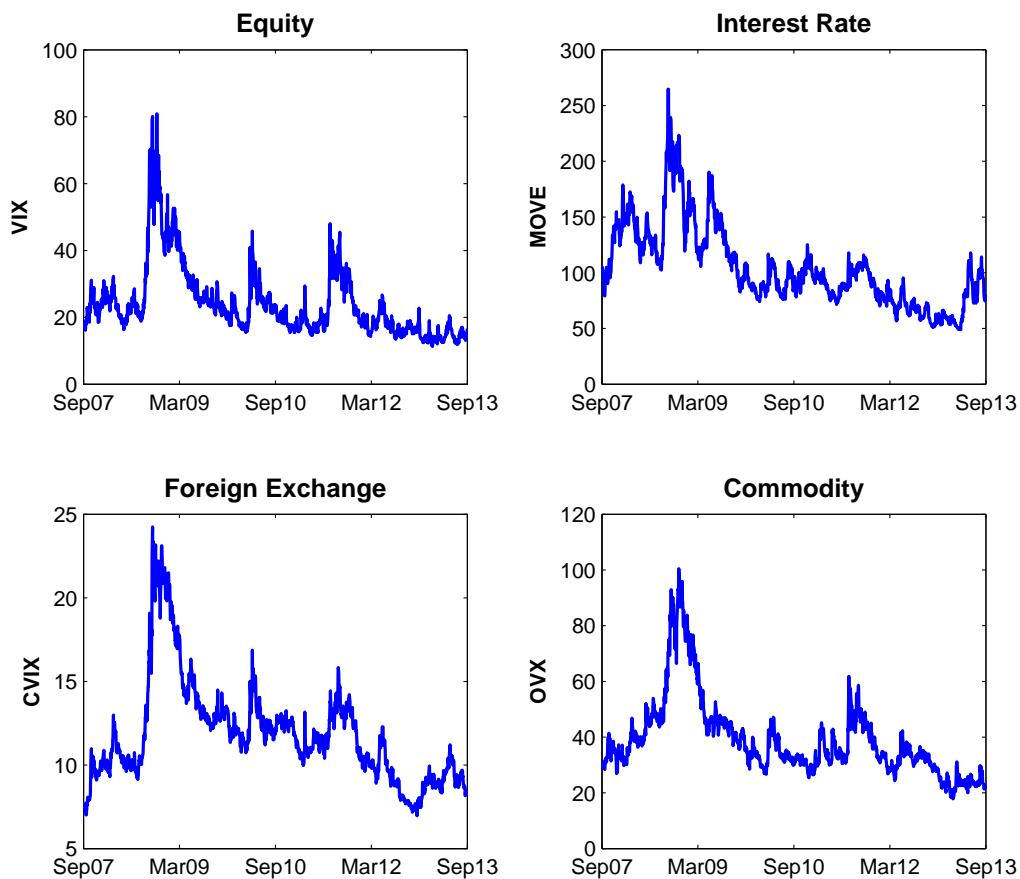 Equity
100
80
60
40
20
0
VIX
Sep07 Mar09 Sep10 Mar12 Sep13
Interest Rate
300
250
200
150
100
50
0
MOVE
Sep07 Mar09 Sep10 Mar12 Sep13
Foreign Exchange
25
20
15
10
5
CVIX
Sep07 Mar09 Sep10 Mar12 Sep13
Commodity
120
100
80
60
40
20
0
OVX
Sep07 Mar09 Sep10 Mar12 Sep13